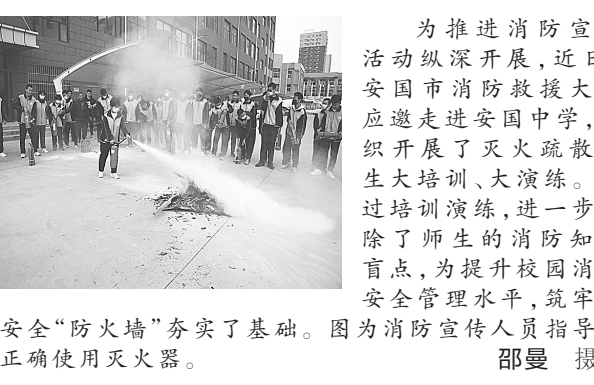 为推进消防宣
活动纵深开展,近日
安国市消防救援大
应邀走进安国中学,
织开展了灭火疏散
生大培训、大演练。
过培训演练,进一步
除了师生的消防知
盲点,为提升校园消
安全管理水平,筑牢
安全“防火墙”夯实了基础。图为消防宣传人员指导
正确使用灭火器。
邵曼 摄